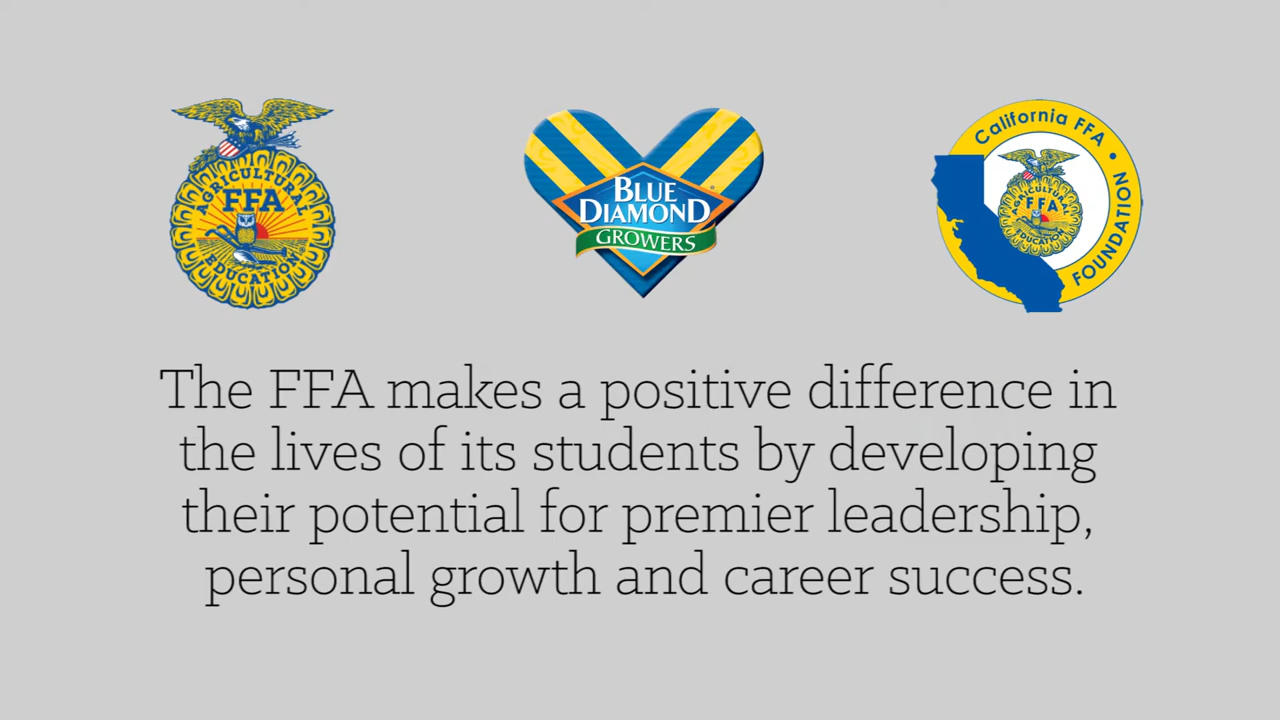 AGRICULTURAL
FFA
EDUCATION
BLUE
DIAMOND
GROWERS
California FFA • FOUNDATION
AGRICULTURAL
FFA
EDUCATION
The FFA makes a positive difference in
the lives of its students by developing
their potential for premier leadership,
personal growth and career success.